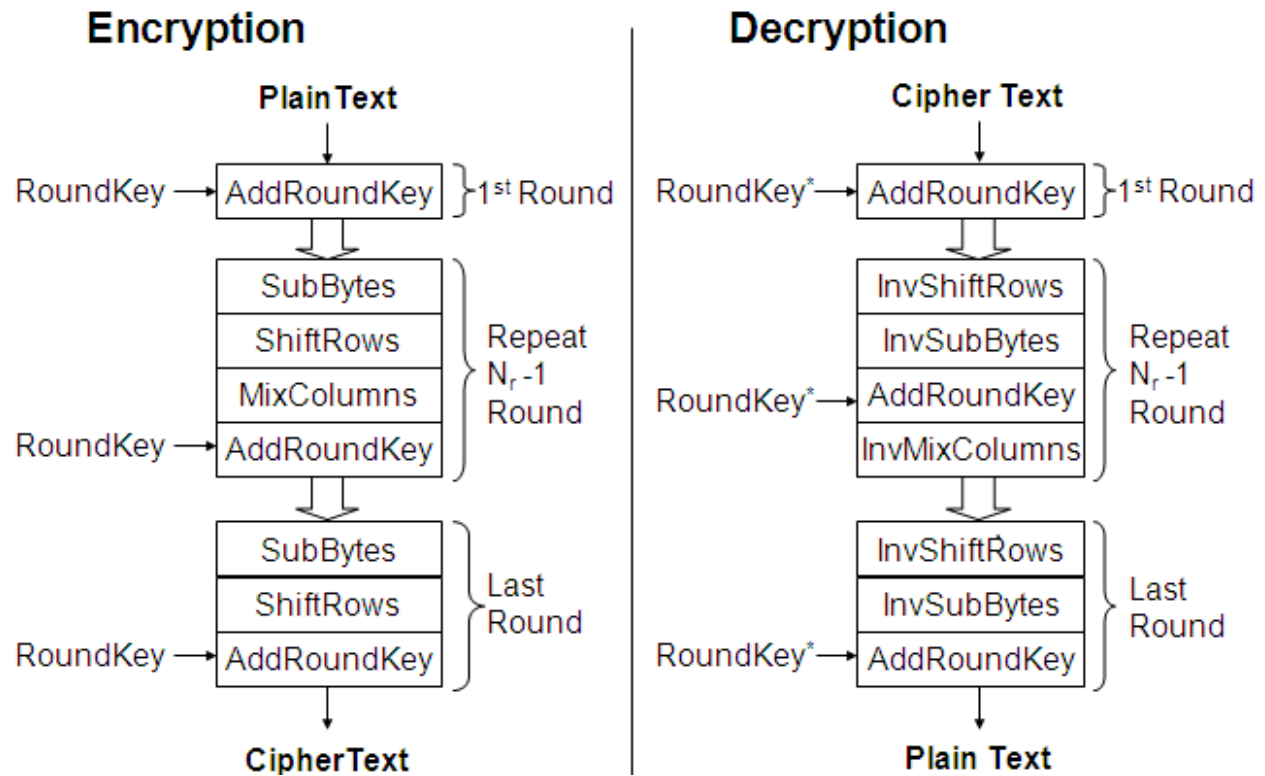 Encryption
PlainText
RoundKey
AddRoundKey
1st Round
SubBytes
ShiftRows
MixColumns
RoundKey
AddRoundKey
Repeat
Nr -1
Round
SubBytes
ShiftRows
RoundKey
AddRoundKey
Last
Round
CipherText
Decryption
Cipher Text
RoundKey*
AddRoundKey
1st Round
InvShiftRows
InvSubBytes
RoundKey*
AddRoundKey
InvMixColumns
Repeat
Nr -1
Round
InvShiftRows
InvSubBytes
RoundKey*
AddRoundKey
Last
Round
Plain Text